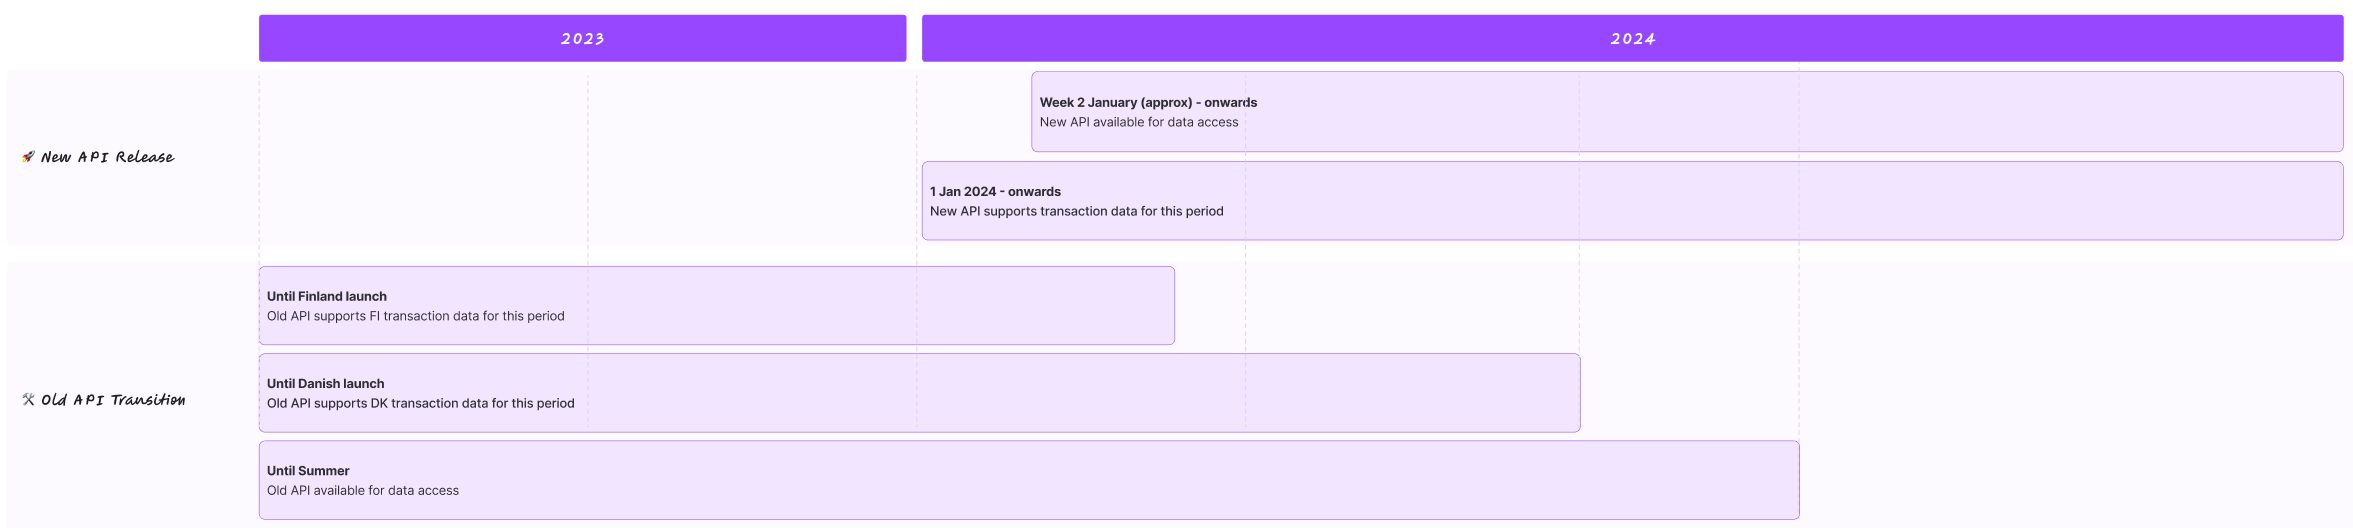 2023
2024
🚀 New API Release
Week 2 January (approx) - onwards
New API available for data access
1 Jan 2024 - onwards
New API supports transaction data for this period
🛠 Old API Transition
Until Finland launch
Old API supports FI transaction data for this period
Until Danish launch
Old API supports DK transaction data for this period
Until Summer
Old API available for data access